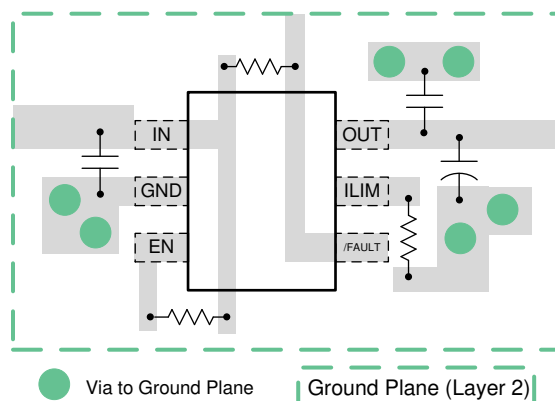 IN
OUT
GND
ILIM
EN
/FAULT
Via to Ground Plane
Ground Plane (Layer 2)